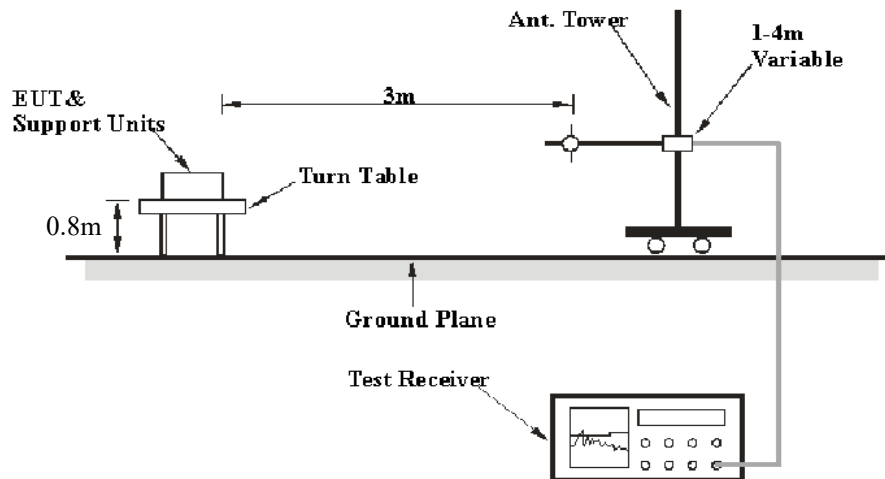 Ant. Tower
1-4m
Variable
3m
EUT &
Support Units
Turn Table
0.8m
Ground Plane
Test Receiver